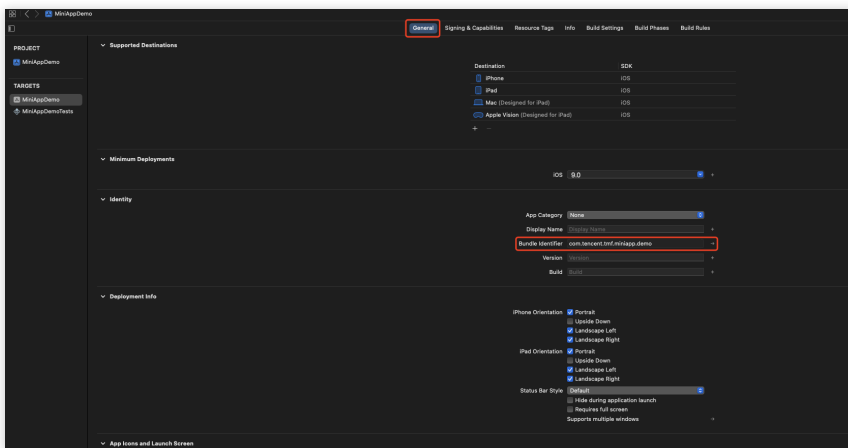 MiniAppDemo
General Signing & Capabilities Resource Tags Info Build Settings Build Phases Build Rules
PROJECT
MiniAppDemo
TARGETS
MiniAppDemo
MiniAppDemoTests
Supported Destinations
Destination SDK
iPhone iOS
iPad iOS
Mac (Designed for iPad) iOS
Apple Vision (Designed for iPad) iOS
Minimum Deployments
iOS 9.0
Identity
App Category None
Display Name Display Name
Bundle Identifier com.tencent.tmf.miniapp.demo
Version Version
Build Build
Deployment Info
iPhone Orientation Portrait
Upside Down
Landscape Left
Landscape Right
iPad Orientation Portrait
Upside Down
Landscape Left
Landscape Right
Status Bar Style Default
Hide during application launch
Requires full screen
Supports multiple windows
App Icons and Launch Screen